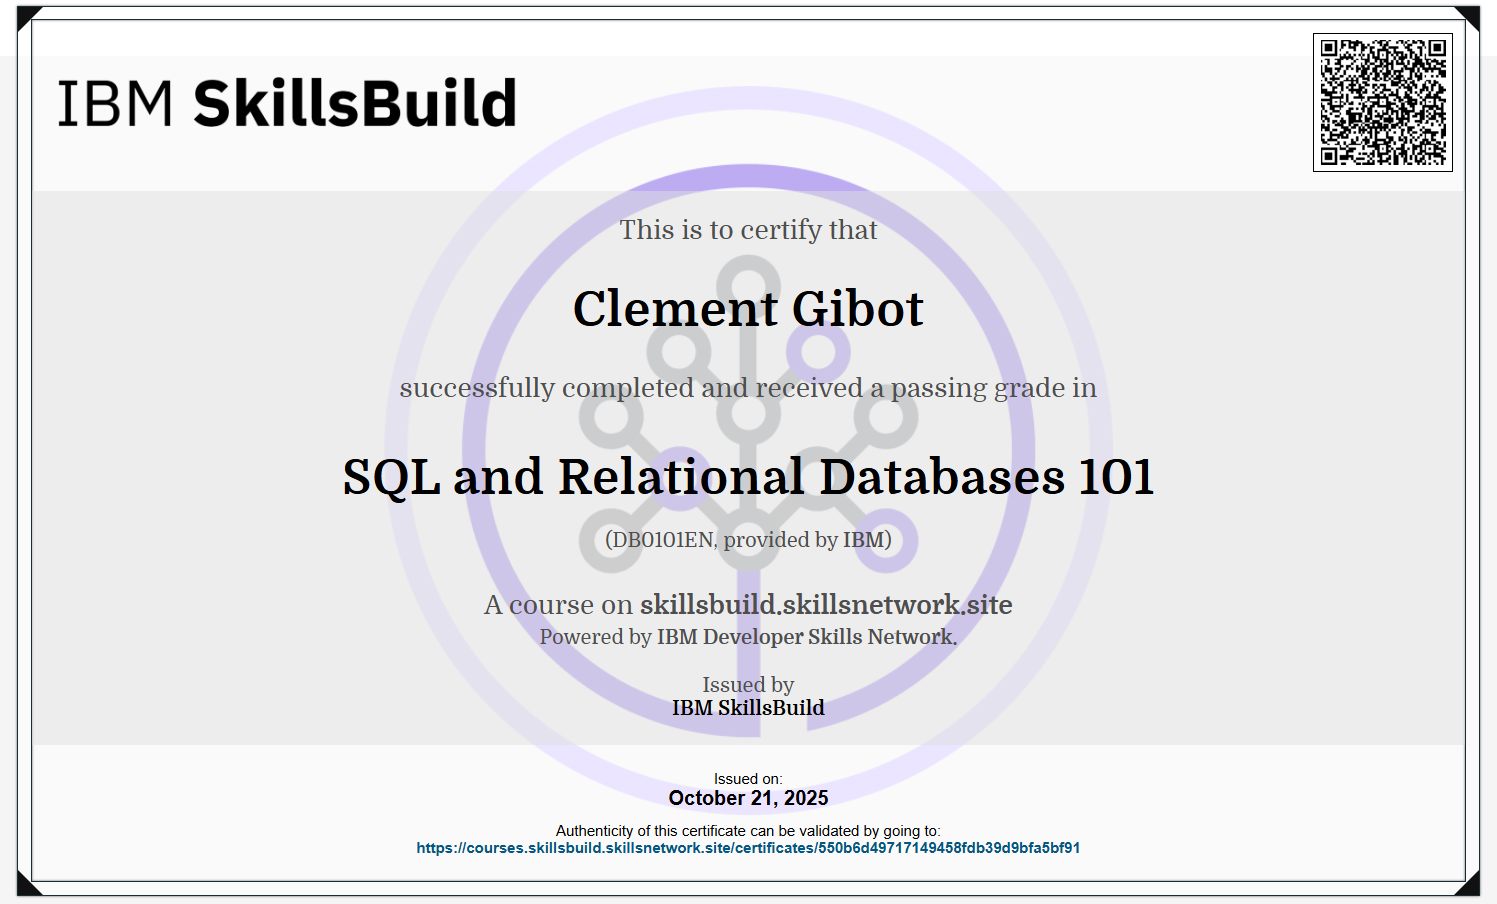 IBM SkillsBuild
This is to certify that
Clement Gibot
successfully completed and received a passing grade in
SQL and Relational Databases 101
(DB0101EN, provided by IBM)
A course on skillsbuild.skillsnetwork.site
Powered by IBM Developer Skills Network.
Issued by
IBM SkillsBuild
Issued on:
October 21, 2025
Authenticity of this certificate can be validated by going to:
https://courses.skillsbuild.skillsnetwork.site/certificates/550b6d49717149458fdb39d9bfa5bf91